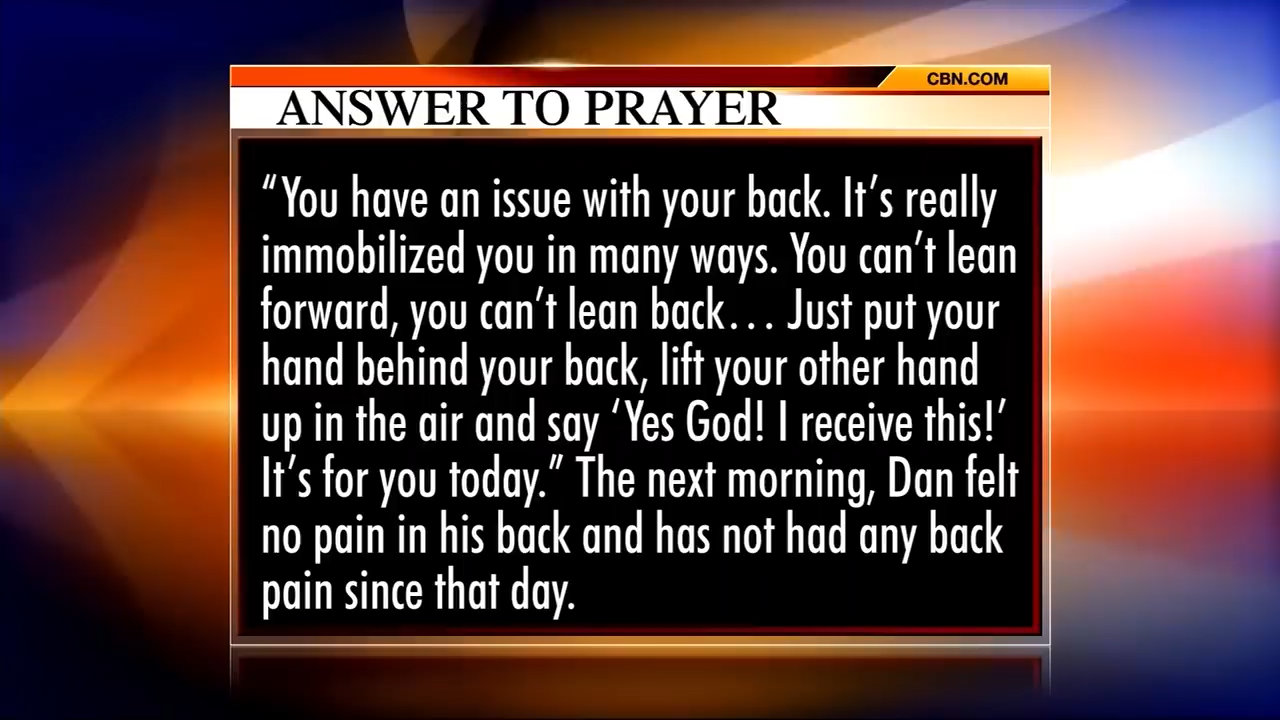 CBN.COM
ANSWER TO PRAYER
“You have an issue with your back. It’s really
immobilized you in many ways. You can’t lean
forward, you can’t lean back… Just put your
hand behind your back, lift your other hand
up in the air and say ‘Yes God! I receive this!’
It’s for you today.” The next morning, Dan felt
no pain in his back and has not had any back
pain since that day.